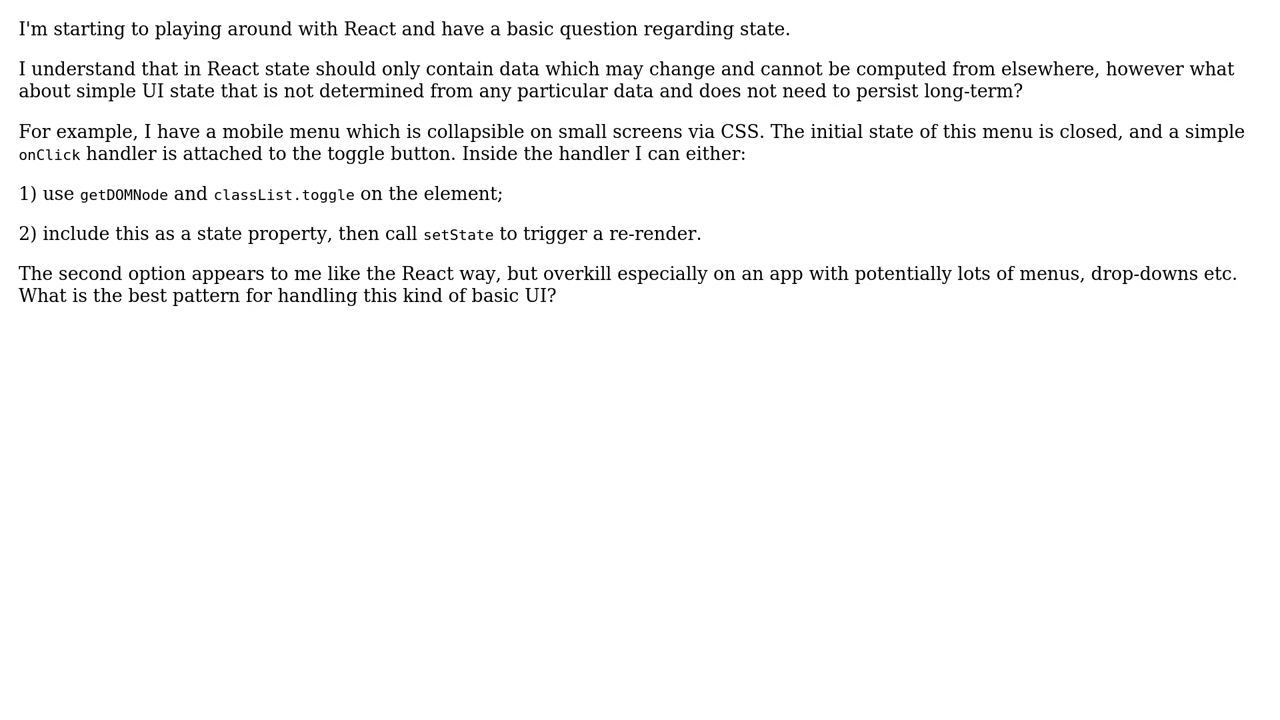 I'm starting to playing around with React and have a basic question regarding state.
I understand that in React state should only contain data which may change and cannot be computed from elsewhere, however what
about simple UI state that is not determined from any particular data and does not need to persist long-term?
For example, I have a mobile menu which is collapsible on small screens via CSS. The initial state of this menu is closed, and a simple
onClick handler is attached to the toggle button. Inside the handler I can either:
1) use getDOMNode and classList.toggle on the element;
2) include this as a state property, then call setState to trigger a re-render.
The second option appears to me like the React way, but overkill especially on an app with potentially lots of menus, drop-downs etc.
What is the best pattern for handling this kind of basic UI?